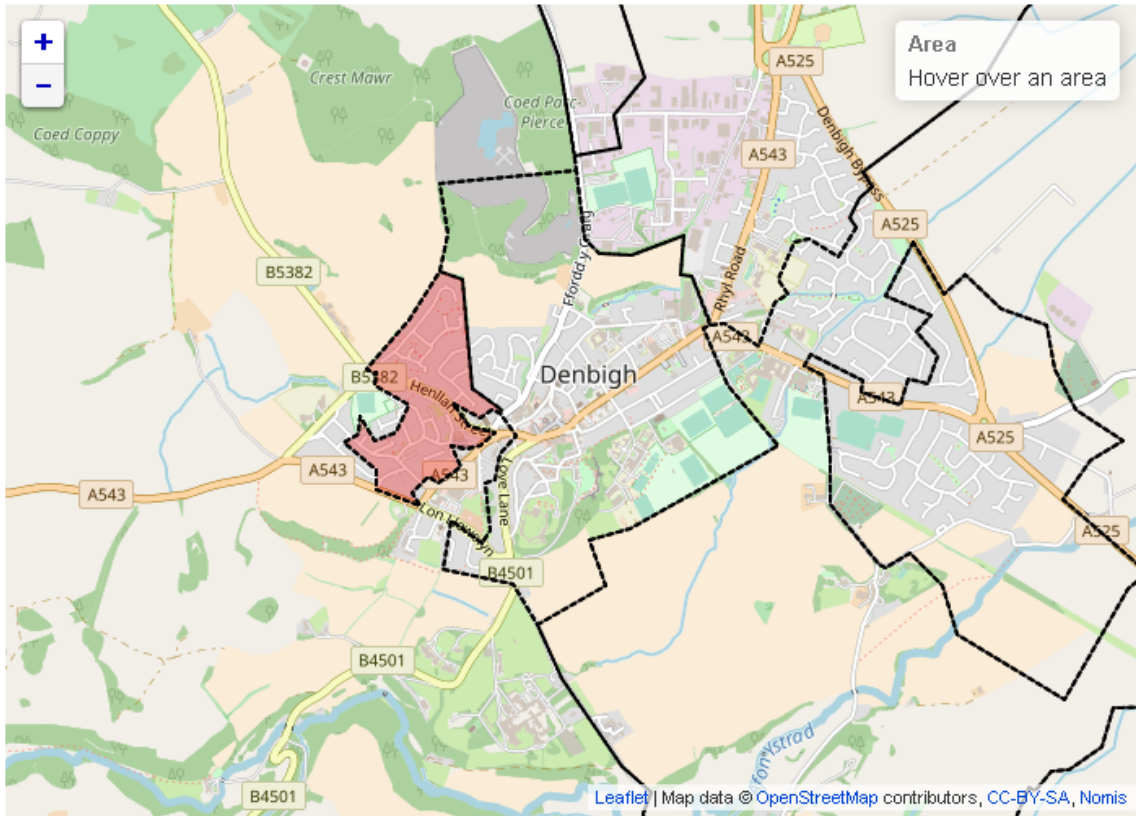 +
−
Area
Hover over an area
A525
Crest Mawr
Coed Parc-
Pierce
Coed Coppy
A543
Denbigh Bypass
A525
Ffordd y Graig
B5382
Rhyl Road
A543
Denbigh
B5382
Henllan Street
A543
A525
A543
A543
A543
Love Lane
Lon Llewelyn
A525
B4501
B4501
B4501
Leaflet | Map data © OpenStreetMap contributors, CC-BY-SA, Nomis